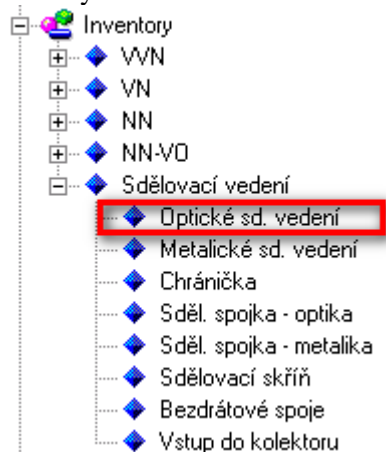 Inventory
VVN
VN
NN
NN-VO
Sdělovací vedení
Optické sd. vedení
Metalické sd. vedení
Chránička
Sděl. spojka - optika
Sděl. spojka - metalika
Sdělovací skříň
Bezdrátové spoje
Vstup do kolektoru